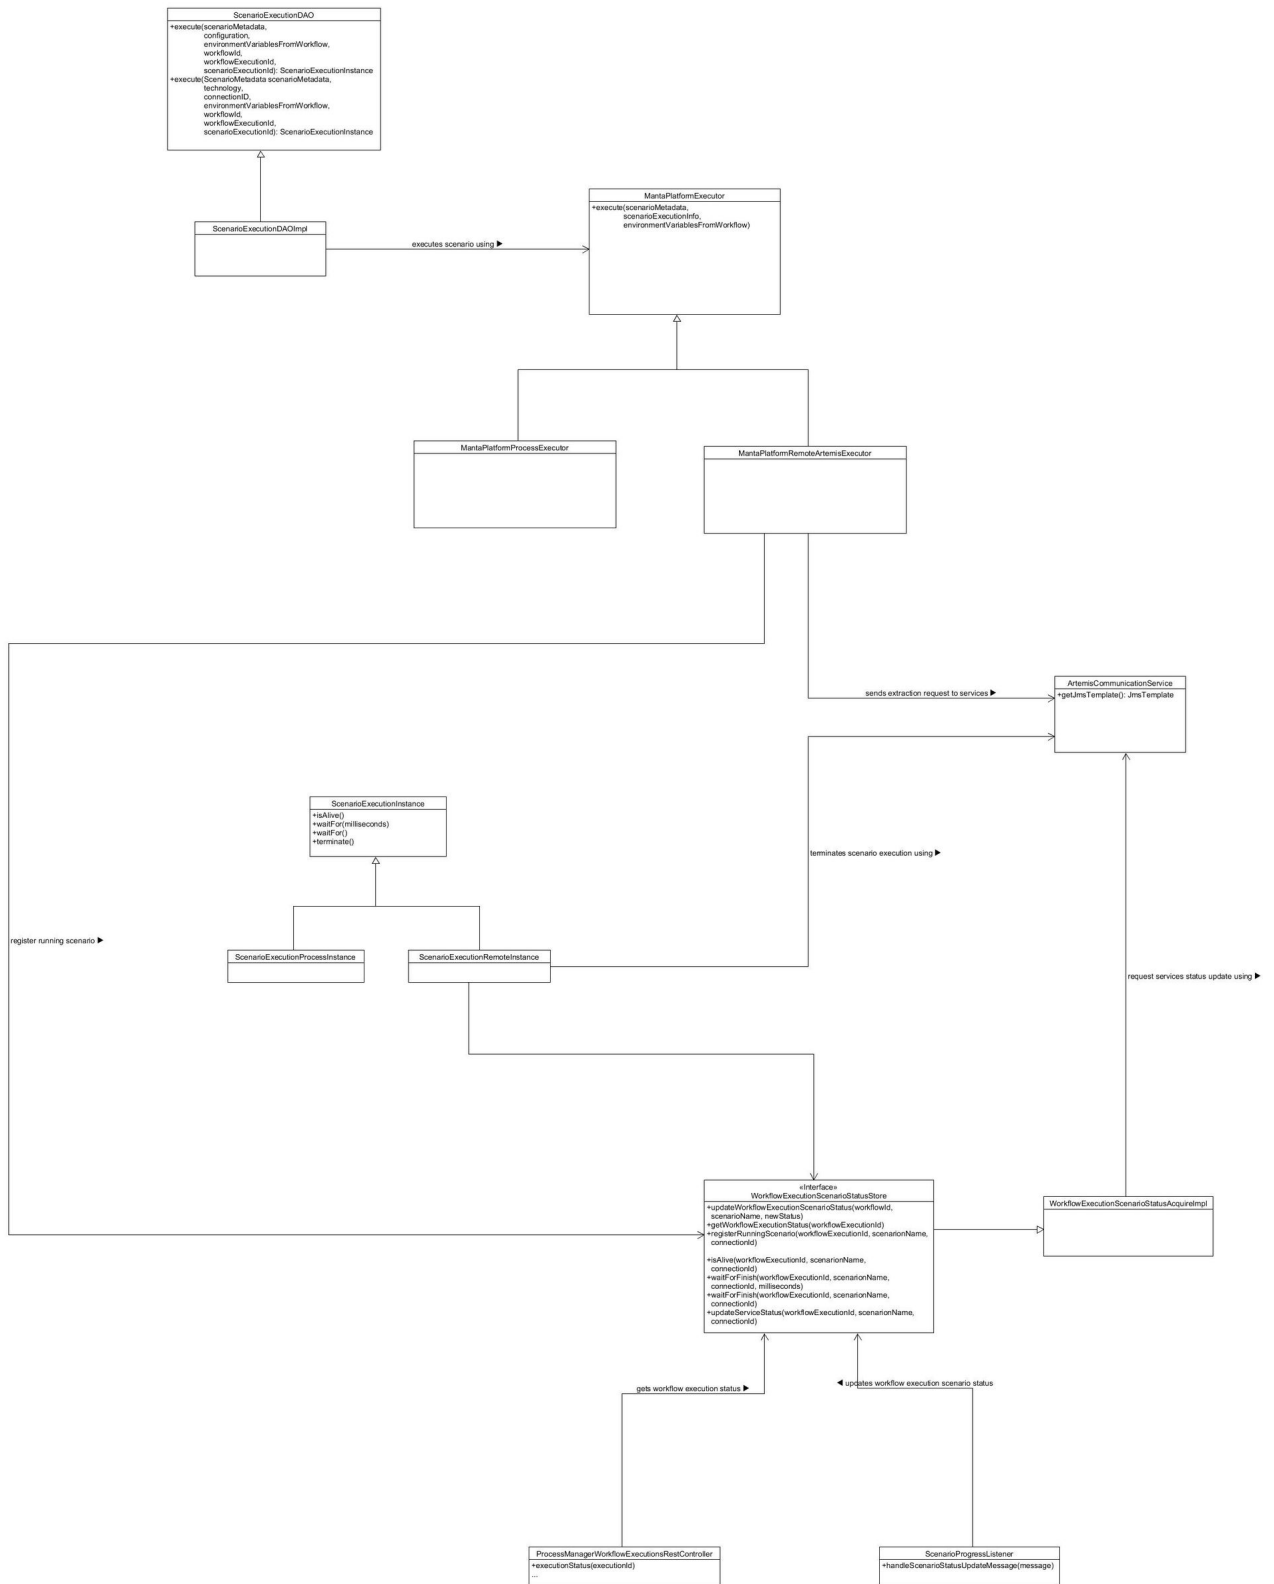 ScenarioExecutionDAO
+execute(scenarioMetadata,
configuration,
environmentVariablesFromWorkflow,
workflowId,
workflowExecutionId,
scenarioExecutionId): ScenarioExecutionInstance
+execute(ScenarioMetadata scenarioMetadata,
technology,
connectionID,
environmentVariablesFromWorkflow,
workflowId,
workflowExecutionId,
scenarioExecutionId): ScenarioExecutionInstance
MantaPlatformExecutor
+execute(scenarioMetadata,
scenarioExecutionInfo,
environmentVariablesFromWorkflow)
ScenarioExecutionDAOImpl
executes scenario using ▶
MantaPlatformProcessExecutor
MantaPlatformRemoteArtemisExecutor
ArtemisCommunicationService
+getJmsTemplate(): JmsTemplate
sends extraction request to services ▶
ScenarioExecutionInstance
+isAlive()
+waitFor(milliseconds)
+waitFor()
+terminate()
terminates scenario execution using ▶
register running scenario ▶
ScenarioExecutionProcessInstance
ScenarioExecutionRemoteInstance
request services status update using ▶
«Interface»
WorkflowExecutionScenarioStatusStore
+updateWorkflowExecutionScenarioStatus(workflowId,
scenarioName, newStatus)
+getWorkflowExecutionStatus(workflowExecutionId)
+registerRunningScenario(workflowExecutionId, scenarionName,
connectionId)
+isAlive(workflowExecutionId, scenarionName,
connectionId)
+waitForFinish(workflowExecutionId, scenarionName,
connectionId, milliseconds)
+waitForFinish(workflowExecutionId, scenarionName,
connectionId)
+updateServiceStatus(workflowExecutionId, scenarionName,
connectionId)
WorkflowExecutionScenarioStatusAcquireImpl
gets workflow execution status ▶
◀ updates workflow execution scenario status
ProcessManagerWorkflowExecutionsRestController
+executionStatus(executionId)
...
ScenarioProgressListener
+handleScenarioStatusUpdateMessage(message)